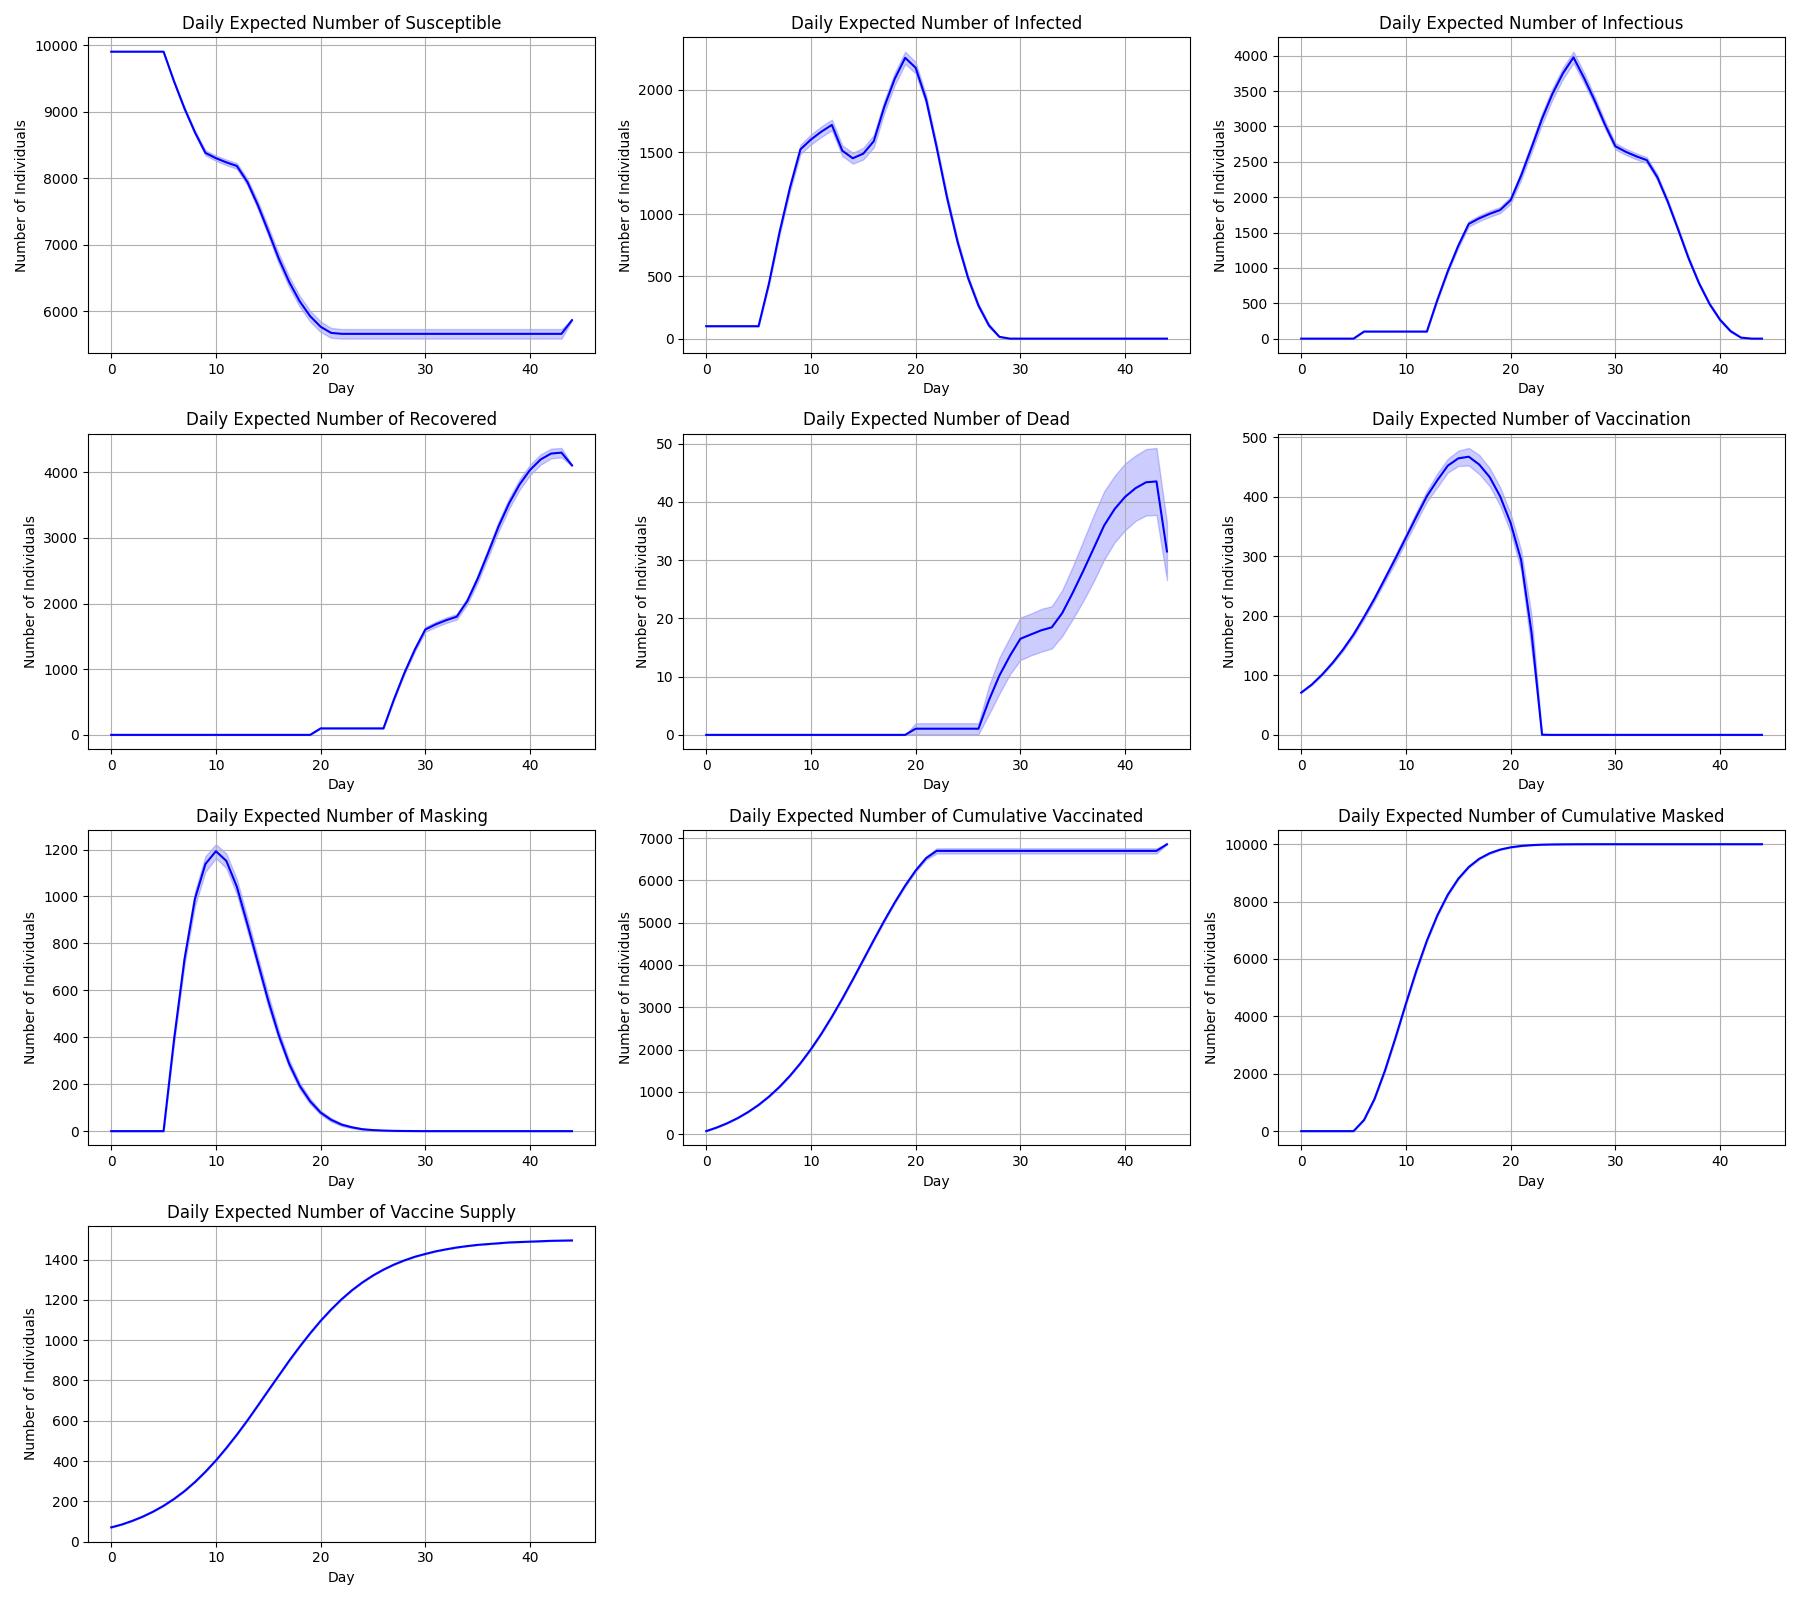 Daily Expected Number of Susceptible
10000
9000
8000
7000
6000
Number of Individuals
0 10 20 30 40
Day
Daily Expected Number of Infected
2000
1500
1000
500
0
Number of Individuals
0 10 20 30 40
Day
Daily Expected Number of Infectious
4000
3500
3000
2500
2000
1500
1000
500
0
Number of Individuals
0 10 20 30 40
Day
Daily Expected Number of Recovered
4000
3000
2000
1000
0
Number of Individuals
0 10 20 30 40
Day
Daily Expected Number of Dead
50
40
30
20
10
0
Number of Individuals
0 10 20 30 40
Day
Daily Expected Number of Vaccination
500
400
300
200
100
0
Number of Individuals
0 10 20 30 40
Day
Daily Expected Number of Masking
1200
1000
800
600
400
200
0
Number of Individuals
0 10 20 30 40
Day
Daily Expected Number of Cumulative Vaccinated
7000
6000
5000
4000
3000
2000
1000
0
Number of Individuals
0 10 20 30 40
Day
Daily Expected Number of Cumulative Masked
10000
8000
6000
4000
2000
0
Number of Individuals
0 10 20 30 40
Day
Daily Expected Number of Vaccine Supply
1400
1200
1000
800
600
400
200
0
Number of Individuals
0 10 20 30 40
Day